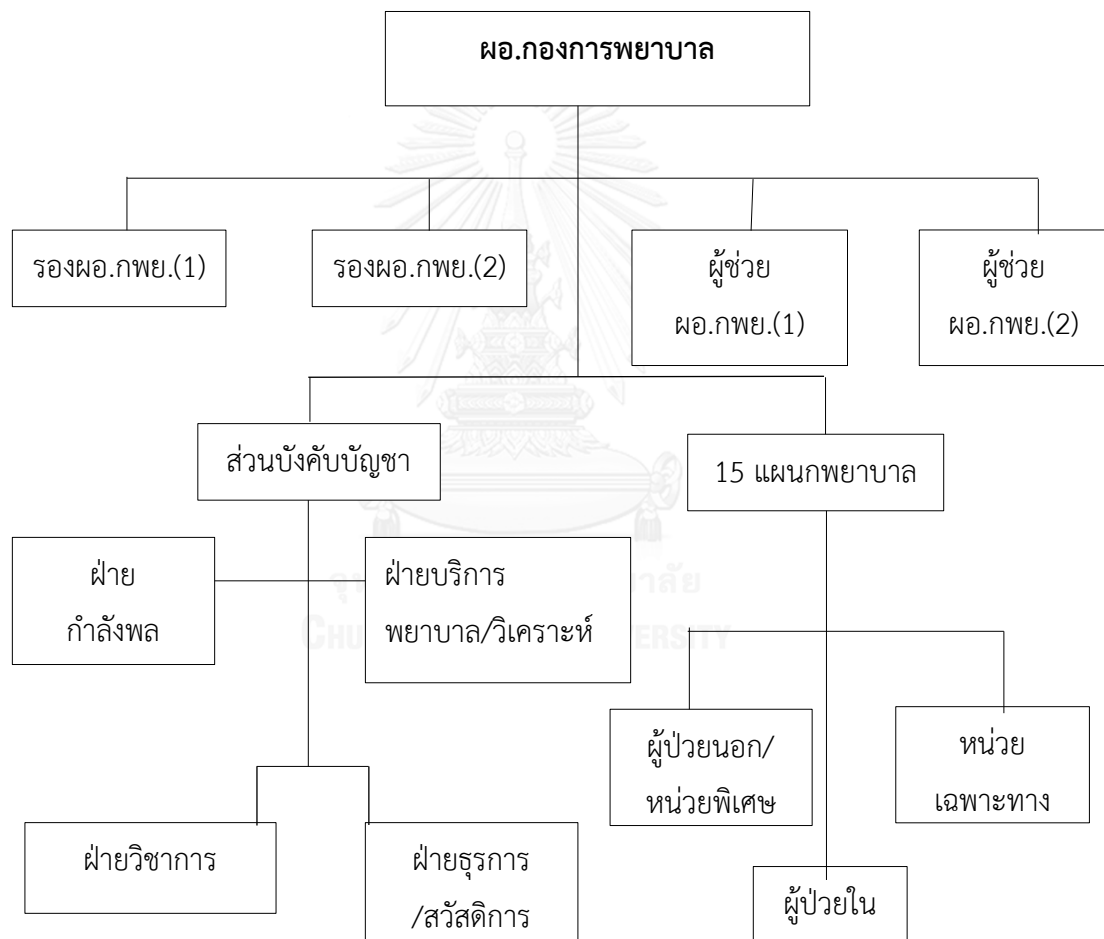 ผอ.กองการพยาบาล
รองผอ.กพย.(1)
รองผอ.กพย.(2)
ผู้ช่วย
ผอ.กพย.(1)
ผู้ช่วย
ผอ.กพย.(2)
ส่วนบังคับบัญชา
15 แผนกพยาบาล
ฝ่าย
กำลังพล
ฝ่ายบริการ
พยาบาล/วิเคราะห์
ผู้ป่วยนอก/
หน่วยพิเศษ
หน่วย
เฉพาะทาง
ฝ่ายวิชาการ
ฝ่ายธุรการ
/สวัสดิการ
ผู้ป่วยใน